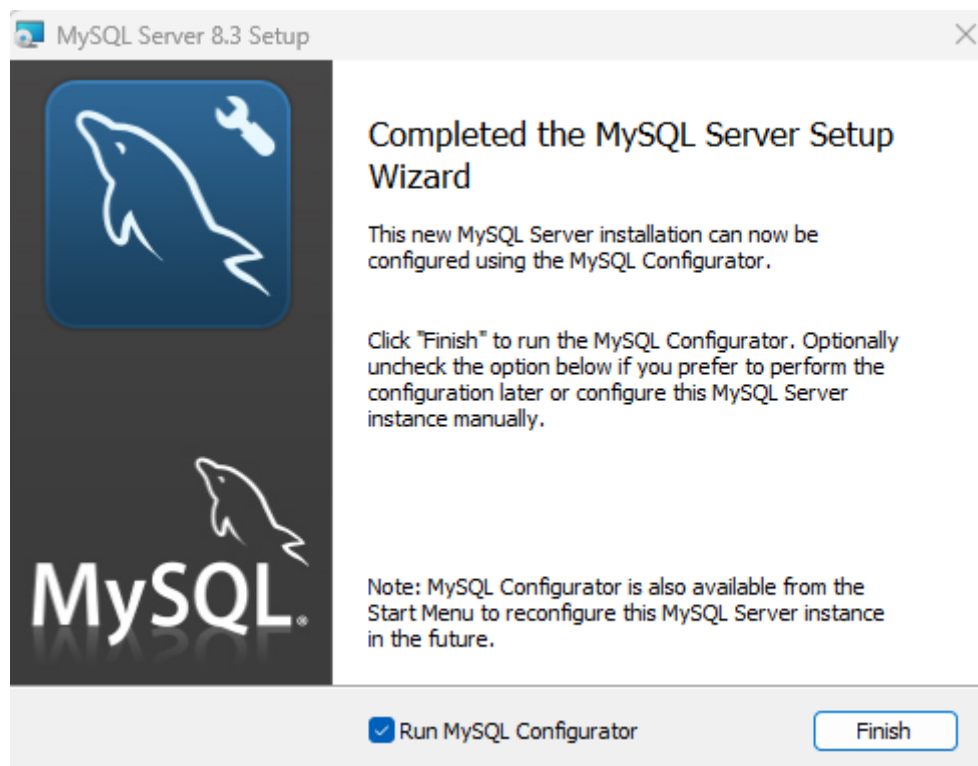 MySQL Server 8.3 Setup
Completed the MySQL Server Setup
Wizard
This new MySQL Server installation can now be
configured using the MySQL Configurator.
Click "Finish" to run the MySQL Configurator. Optionally
uncheck the option below if you prefer to perform the
configuration later or configure this MySQL Server
instance manually.
MySQL®
Note: MySQL Configurator is also available from the
Start Menu to reconfigure this MySQL Server instance
in the future.
Run MySQL Configurator
Finish